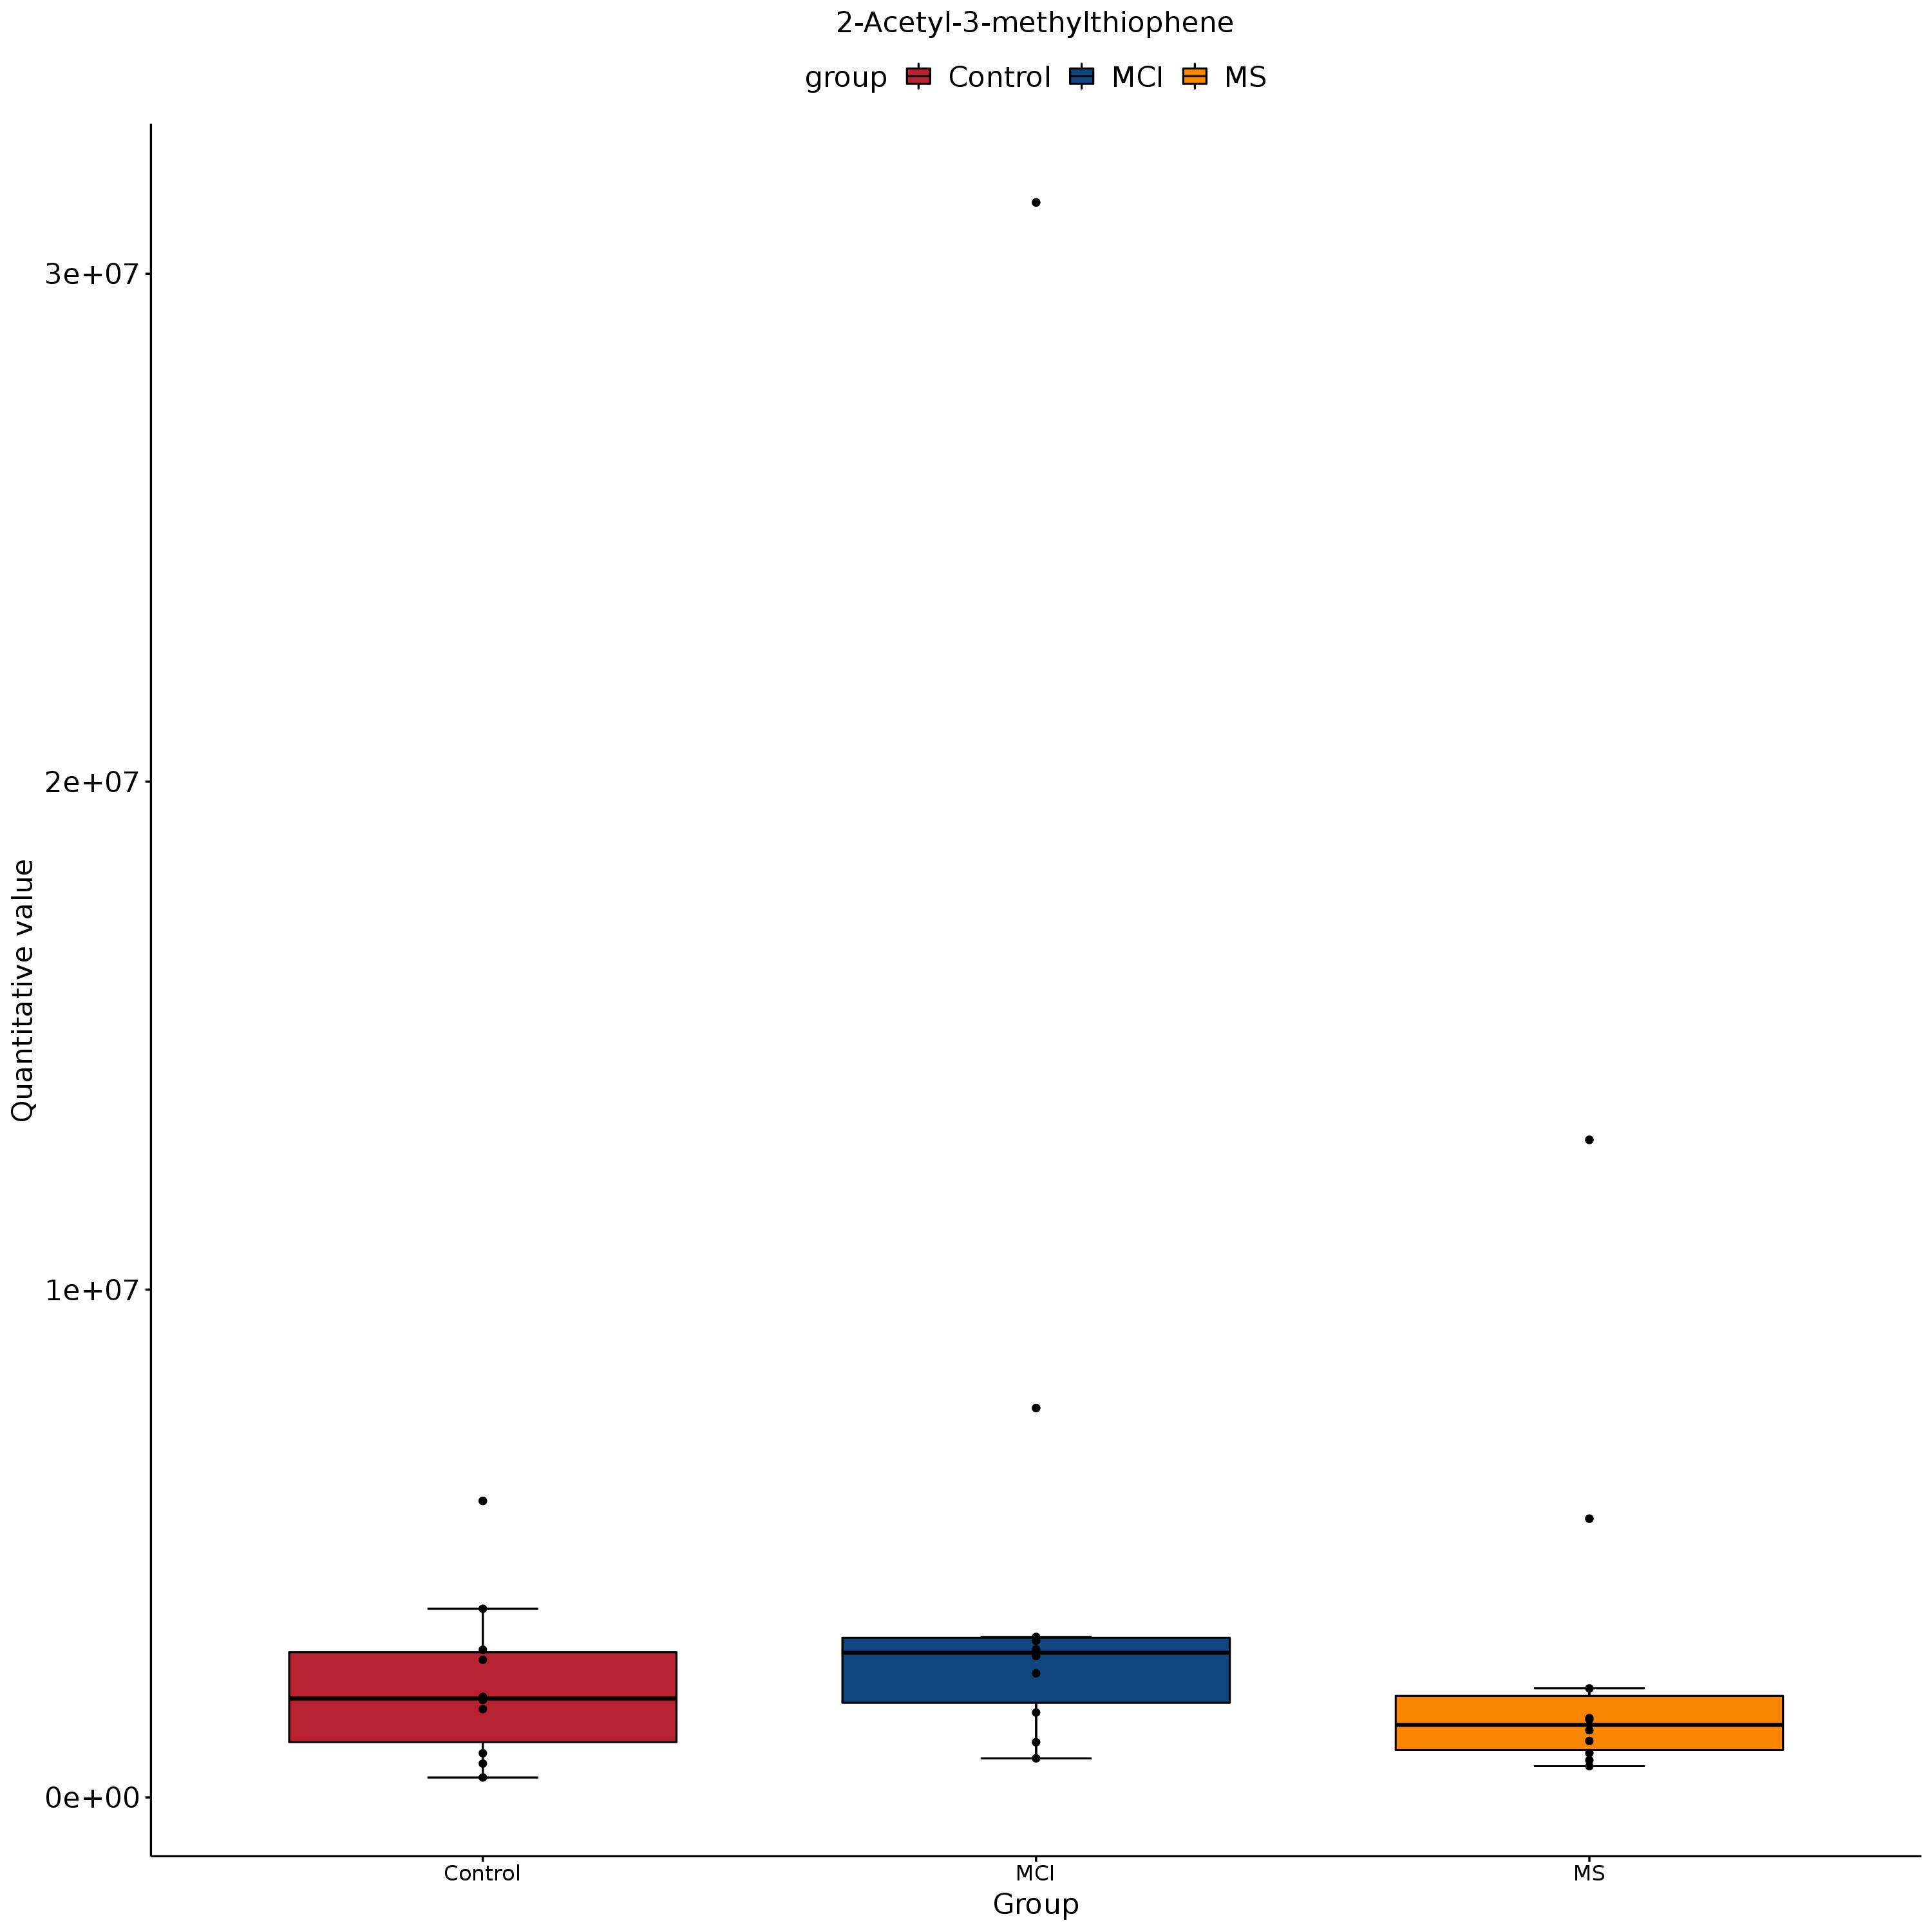 2-Acetyl-3-methylthiophene
group Control MCI MS
3e+07
2e+07
1e+07
0e+00
Quantitative value
Control MCI MS
Group